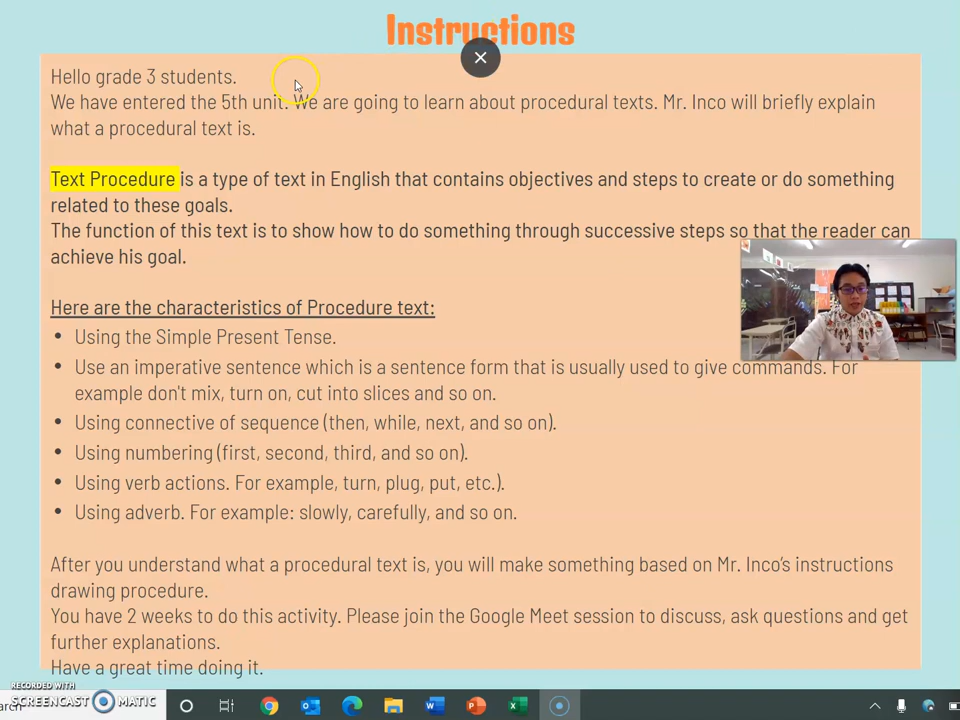 Instructions
Hello grade 3 students.
We have entered the 5th unit. We are going to learn about procedural texts. Mr. Inco will briefly explain
what a procedural text is.
Text Procedure is a type of text in English that contains objectives and steps to create or do something
related to these goals.
The function of this text is to show how to do something through successive steps so that the reader can
achieve his goal.
Here are the characteristics of Procedure text:
• Using the Simple Present Tense.
• Use an imperative sentence which is a sentence form that is usually used to give commands. For
example don't mix, turn on, cut into slices and so on.
• Using connective of sequence (then, while, next, and so on).
• Using numbering (first, second, third, and so on).
• Using verb actions. For example, turn, plug, put, etc.).
• Using adverb. For example: slowly, carefully, and so on.
After you understand what a procedural text is, you will make something based on Mr. Inco's instructions
drawing procedure.
You have 2 weeks to do this activity. Please join the Google Meet session to discuss, ask questions and get
further explanations.
Have a great time doing it.
RECORDED WITH
SCREENCAST MATIC
arch